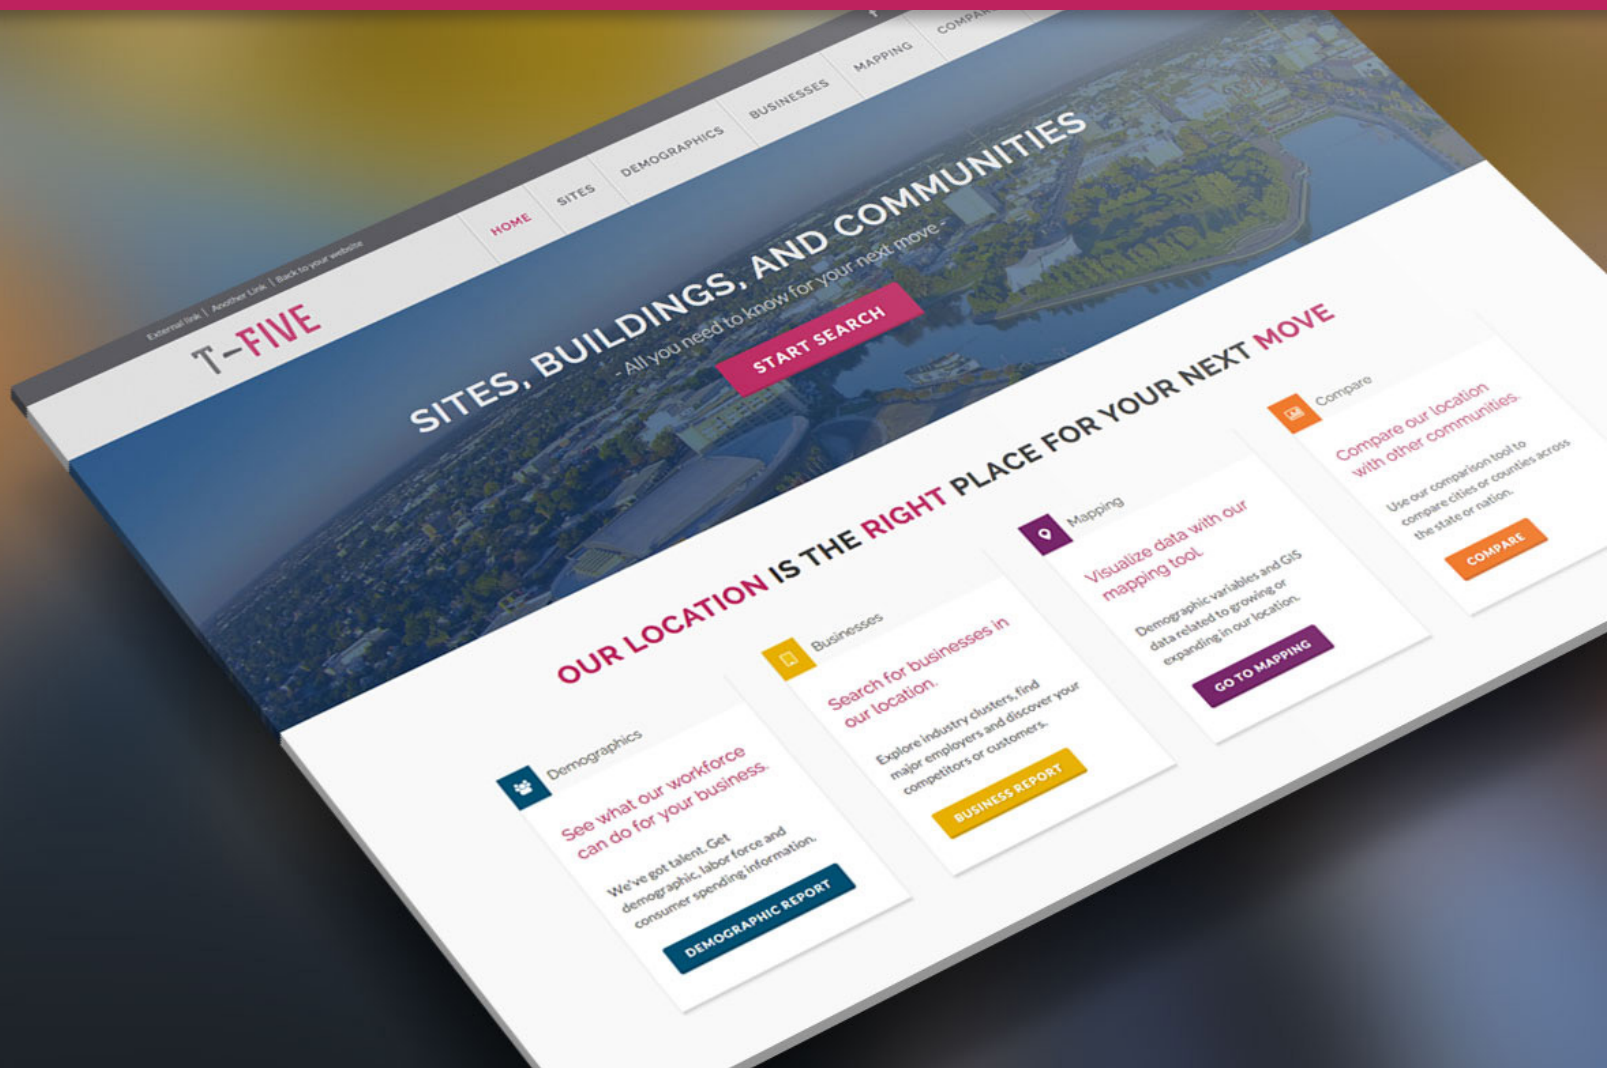 External link | Another Link | Back to your website
T-FIVE
HOME
SITES
DEMOGRAPHICS
BUSINESSES
MAPPING
SITES, BUILDINGS, AND COMMUNITIES
- All you need to know for your next move. -
START SEARCH
OUR LOCATION IS THE RIGHT PLACE FOR YOUR NEXT MOVE
Demographics
See what our workforce
can do for your business.
We've got talent. Get
demographic, labor force and
consumer spending information.
DEMOGRAPHIC REPORT
Businesses
Search for businesses in
our location.
Explore industry clusters, find
major employers and discover your
competitors or customers.
BUSINESS REPORT
Mapping
Visualize data with our
mapping tool.
Demographic variables and GIS
data related to growing or
expanding in our location.
GO TO MAPPING
Compare
Compare our location
with other communities.
Use our comparison tool to
compare cities or counties across
the state or nation.
COMPARE